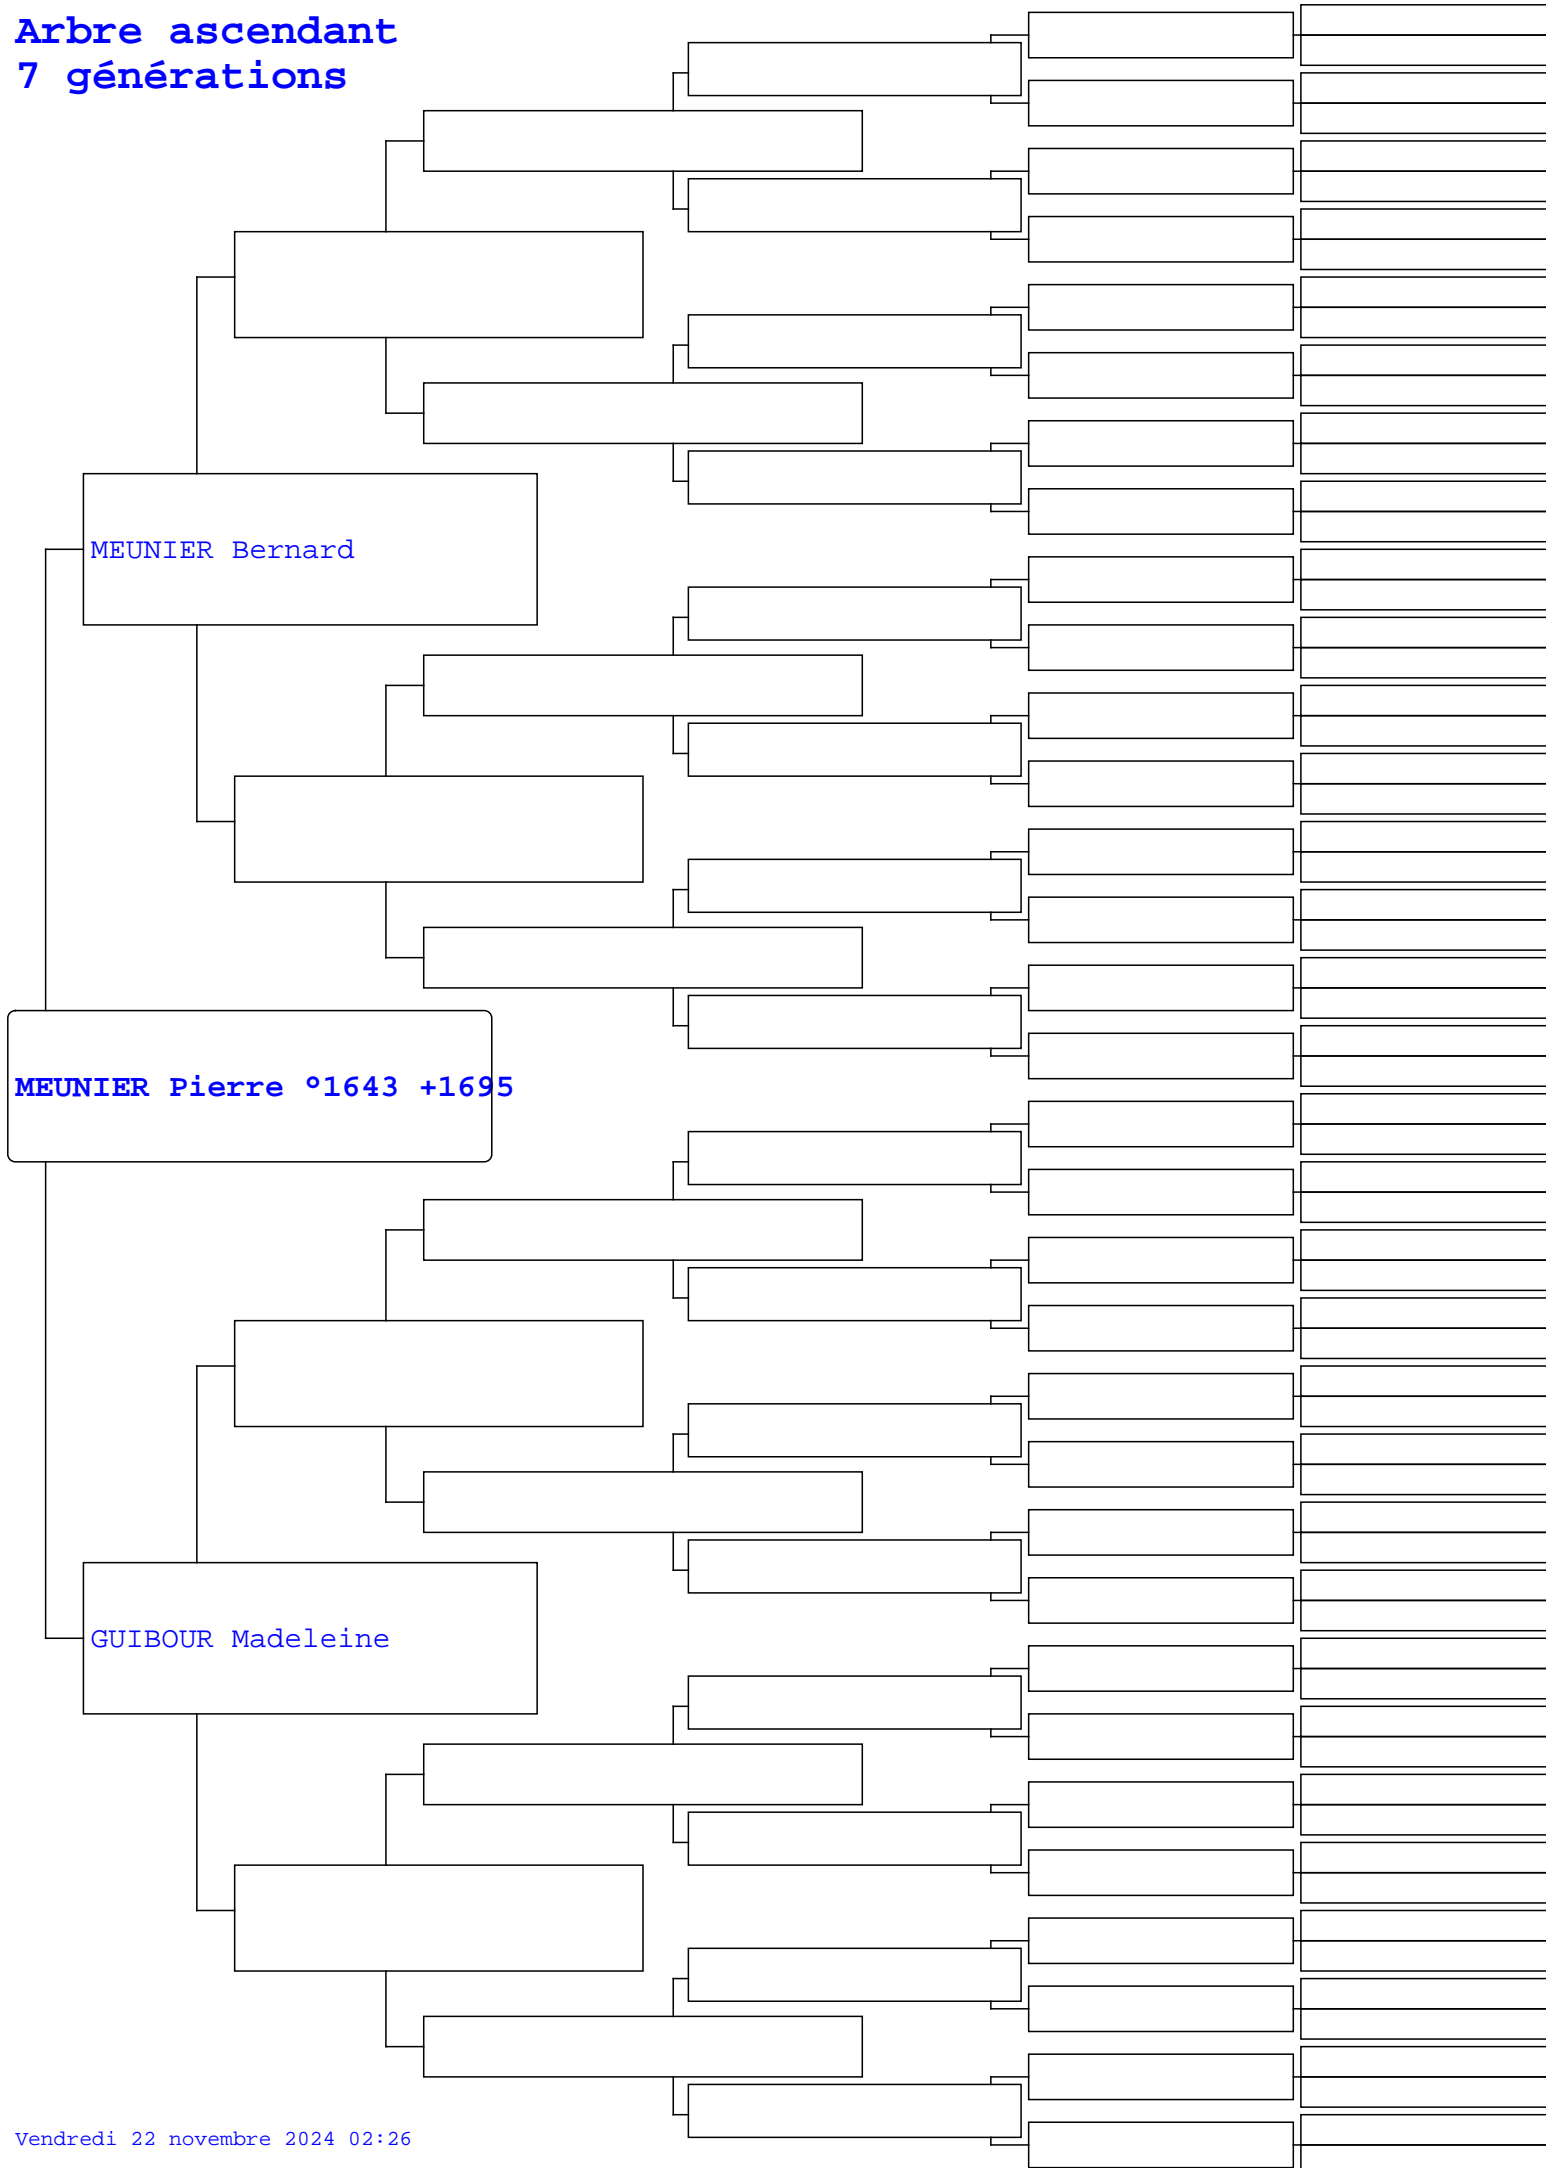 Arbre ascendant
7 générations
MEUNIER Bernard
MEUNIER Pierre °1643 +1695
GUIBOUR Madeleine
Vendredi 22 novembre 2024 02:26